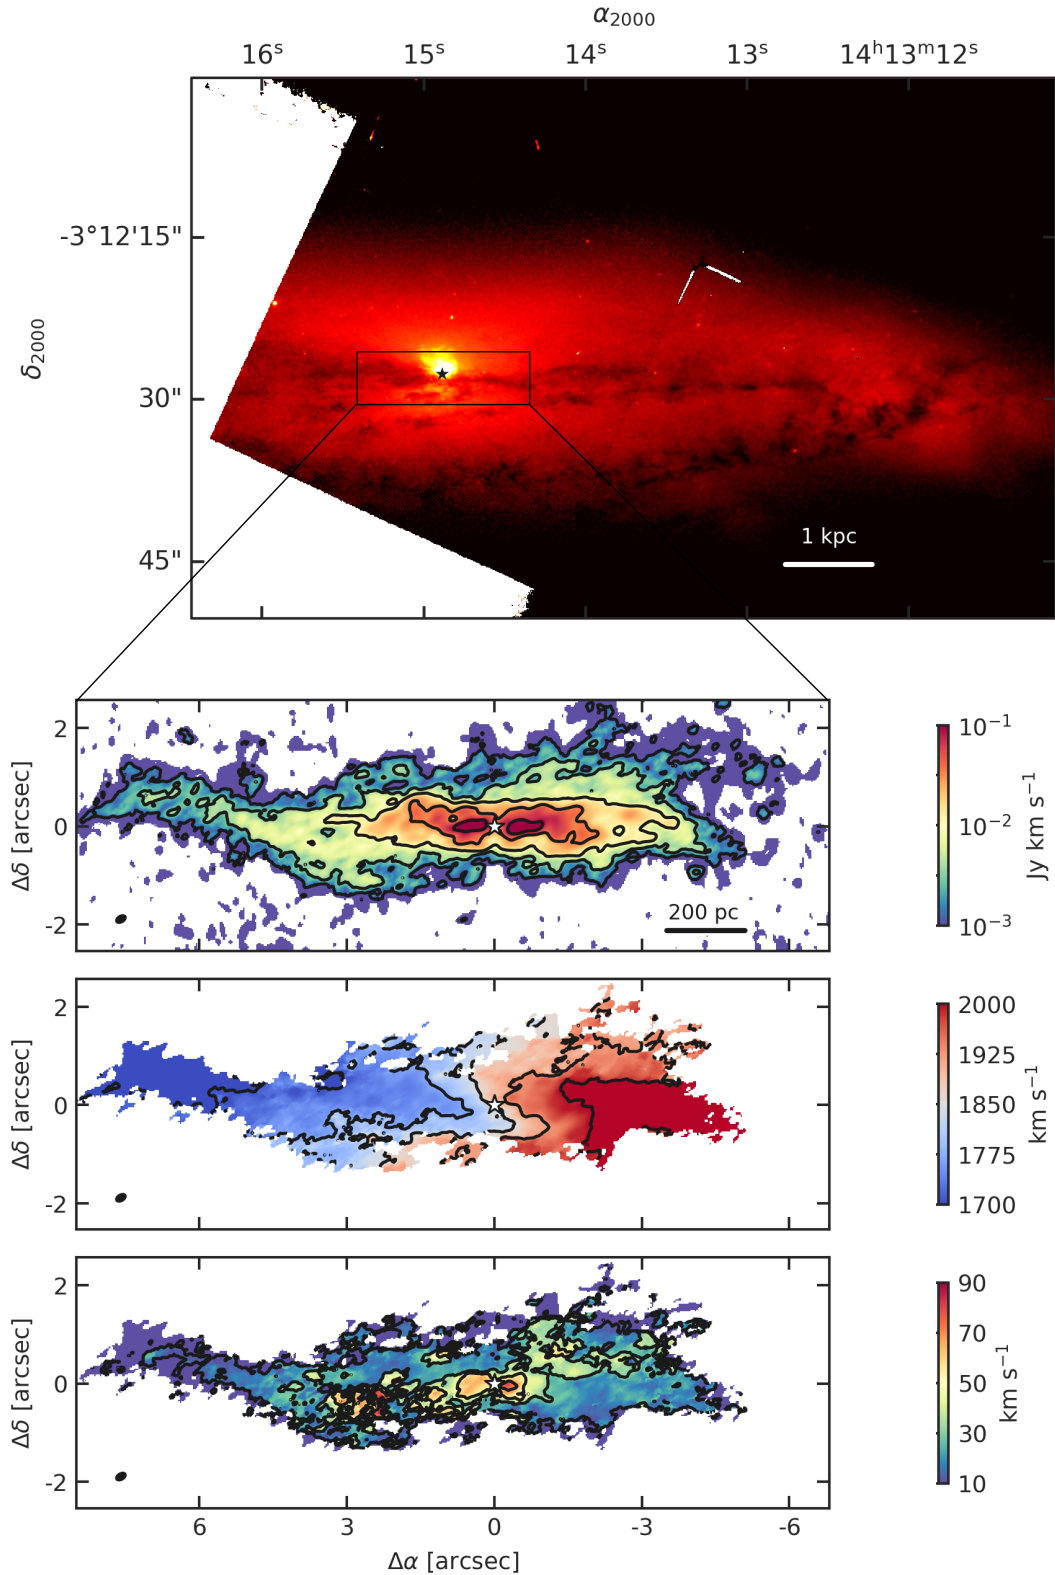 α2000
16s 15s 14s 13s 14h13m12s
δ2000
-3°12'15"
30"
45"
1 kpc
Δδ [arcsec]
2
0
-2
200 pc
10−1
10−2
10−3
Jy km s−1
Δδ [arcsec]
2
0
-2
2000
1925
1850
1775
1700
km s−1
Δδ [arcsec]
2
0
-2
90
70
50
30
10
km s−1
6 3 0 -3 -6
Δα [arcsec]